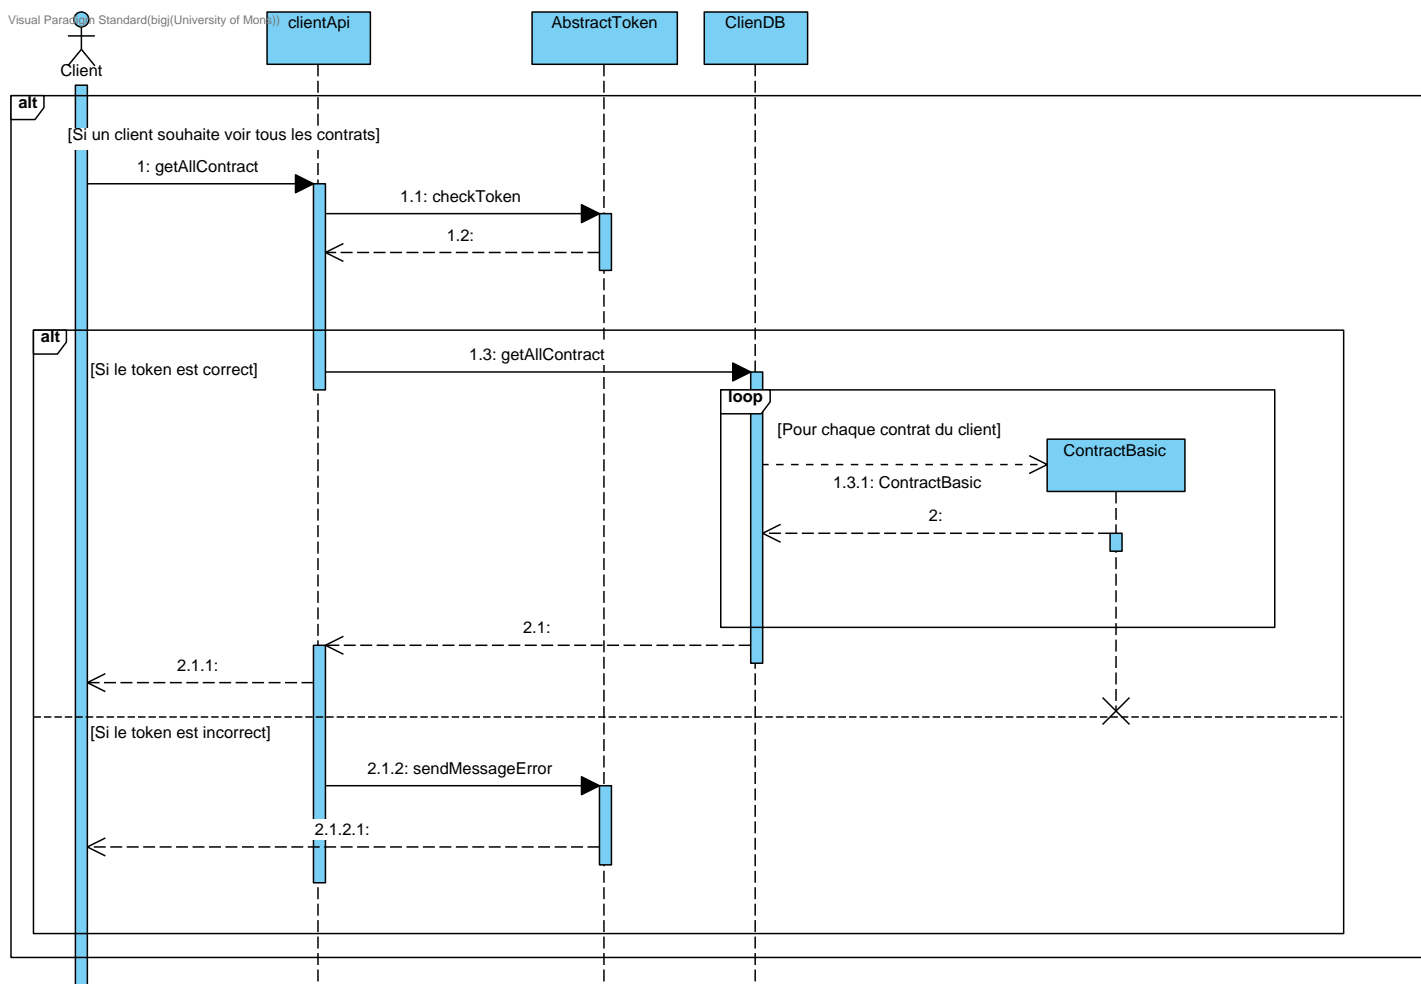 Visual Paradigm Standard(bigj(University of Mons))
Client
clientApi
AbstractToken
ClienDB
alt
[Si un client souhaite voir tous les contrats]
1: getAllContract
1.1: checkToken
1.2:
alt
[Si le token est correct]
1.3: getAllContract
loop
[Pour chaque contrat du client]
ContractBasic
1.3.1: ContractBasic
2:
2.1:
2.1.1:
[Si le token est incorrect]
2.1.2: sendMessageError
2.1.2.1: